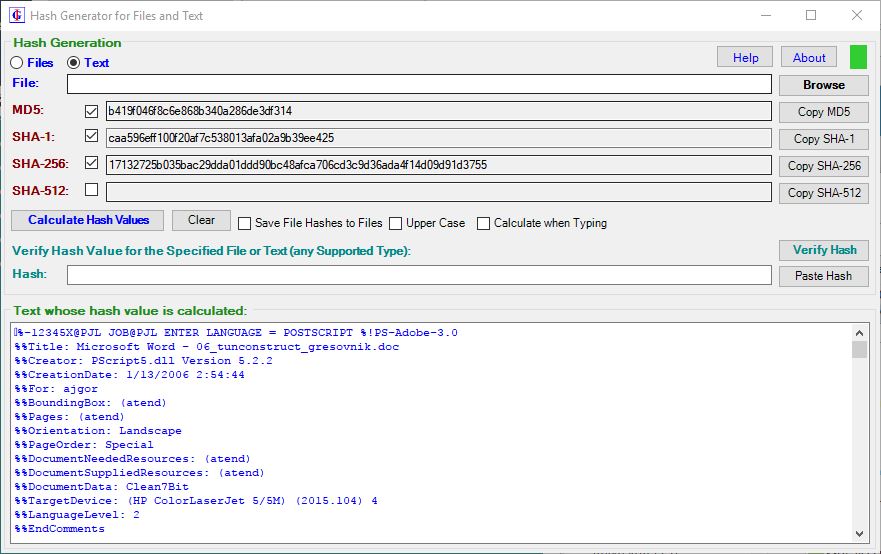 Hash Generator for Files and Text
Hash Generation
Files Text Help About
File: Browse
MD5: b419f046f8c6e868b340a286de3df314 Copy MD5
SHA-1: caa596eff100f20af7c538013afa02a9b39ee425 Copy SHA-1
SHA-256: 17132725b035bac29dda01ddd90bc48afca706cd3c9d36ada4f14d09d91d3755 Copy SHA-256
SHA-512: Copy SHA-512
Calculate Hash Values Clear Save File Hashes to Files Upper Case Calculate when Typing
Verify Hash Value for the Specified File or Text (any Supported Type): Verify Hash
Hash: Paste Hash
Text whose hash value is calculated:
%-12345X@PJL JOB@PJL ENTER LANGUAGE = POSTSCRIPT %!PS-Adobe-3.0
%%Title: Microsoft Word - 06_tunconstruct_gresovnik.doc
%%Creator: PScript5.dll Version 5.2.2
%%CreationDate: 1/13/2006 2:54:44
%%For: ajgor
%%BoundingBox: (atend)
%%Pages: (atend)
%%Orientation: Landscape
%%PageOrder: Special
%%DocumentNeededResources: (atend)
%%DocumentSuppliedResources: (atend)
%%DocumentData: Clean7Bit
%%TargetDevice: (HP ColorLaserJet 5/5M) (2015.104) 4
%%LanguageLevel: 2
%%EndComments